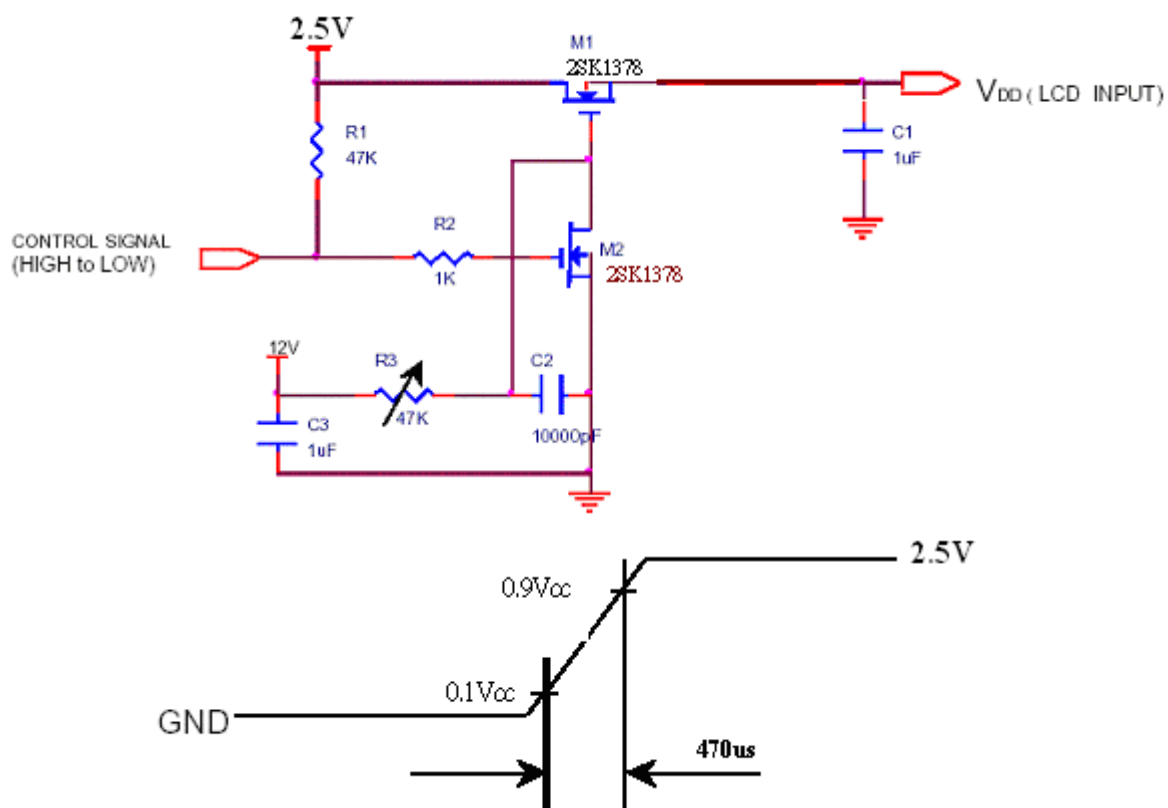 2.5V
M1
2SK1378
VDD ( LCD INPUT)
R1
47K
C1
1uF
CONTROL SIGNAL
(HIGH to LOW)
R2
1K
M2
2SK1378
12V
R3
47K
C2
10000pF
C3
1uF
2.5V
0.9Vcc
0.1Vcc
GND
470us